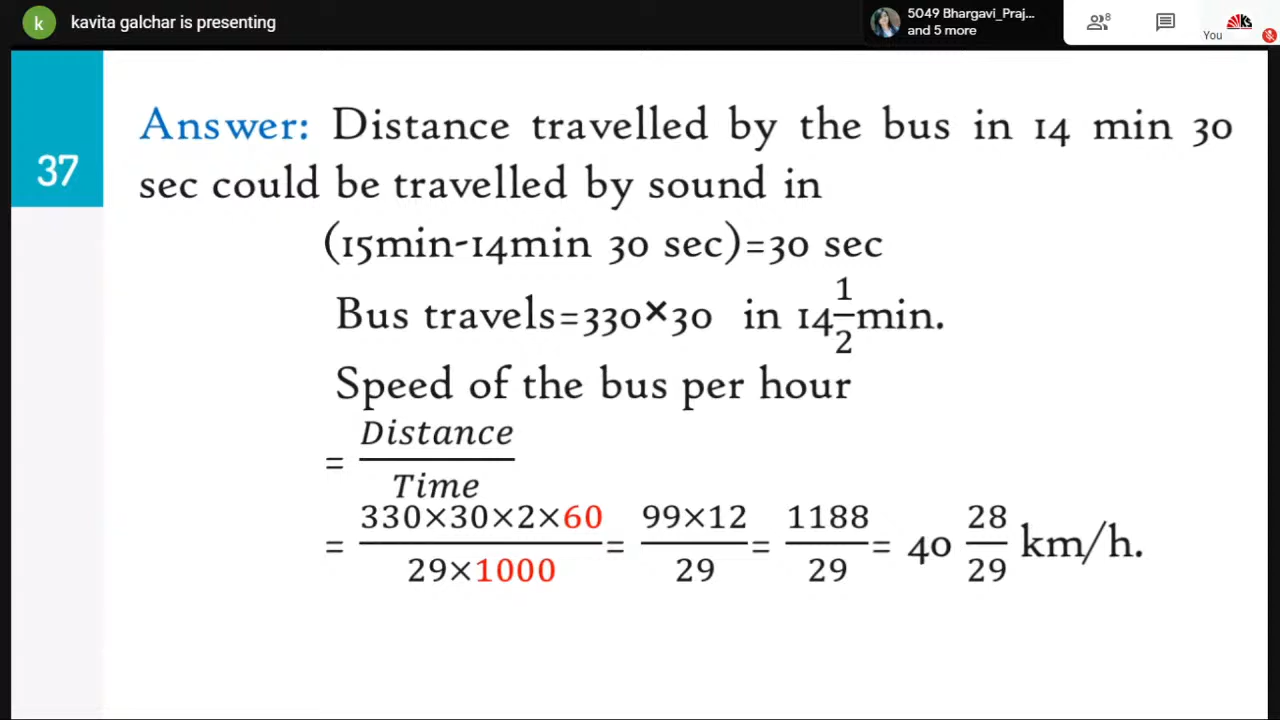 k kavita galchar is presenting
5049 Bhargavi_Praj...
and 5 more
8
You
37
Answer: Distance travelled by the bus in 14 min 30
sec could be travelled by sound in
(15min-14min 30 sec)=30 sec
Bus travels=330×30 in 14 1/2 min.
Speed of the bus per hour
= Distance/Time
= 330×30×2×60/29×1000 = 99×12/29 = 1188/29 = 40 28/29 km/h.